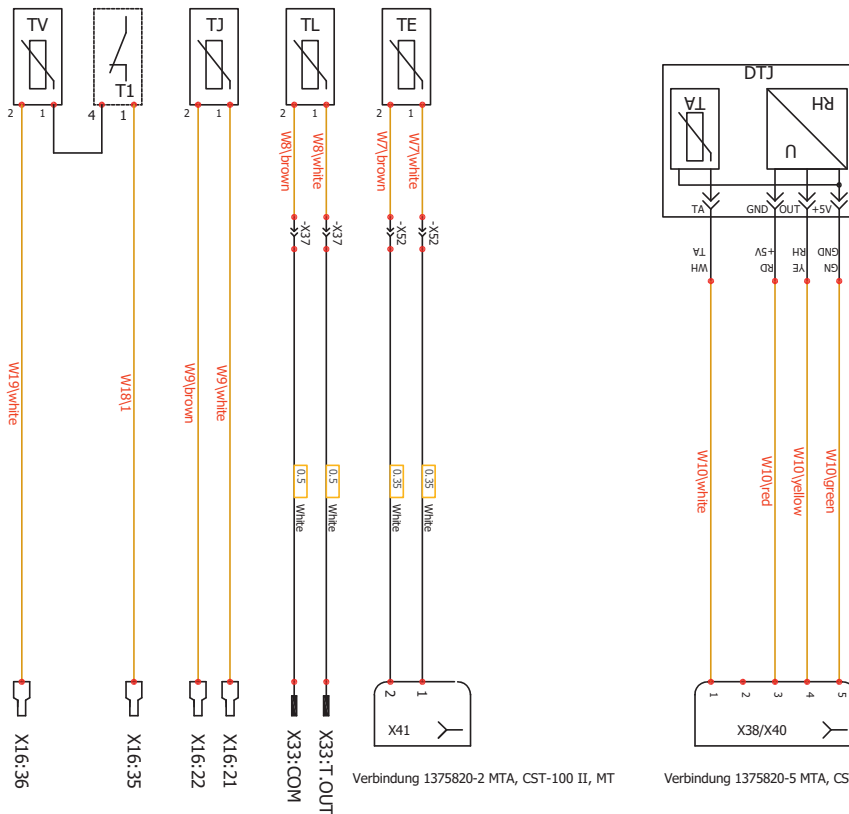 TV
T1
TJ
TL
TE
DTJ
TA
RH
U
2
1
4
1
2
1
2
1
2
1
TA
GND
OUT
+5V
W8\brown
W8\white
W7\brown
W7\white
-X37
-X37
-X52
-X52
TA
+5V
RH
GND
WH
RD
YE
GN
W19\white
W18\1
W9\brown
W9\white
W10\white
W10\red
W10\yellow
W10\green
0.5
0.5
0.35
0.35
White
White
White
White
2
1
1
2
3
4
5
X41
X38/X40
X16:36
X16:35
X16:22
X16:21
X33:COM
X33:T.OUT
Verbindung 1375820-2 MTA, CST-100 II, MT
Verbindung 1375820-5 MTA, CS